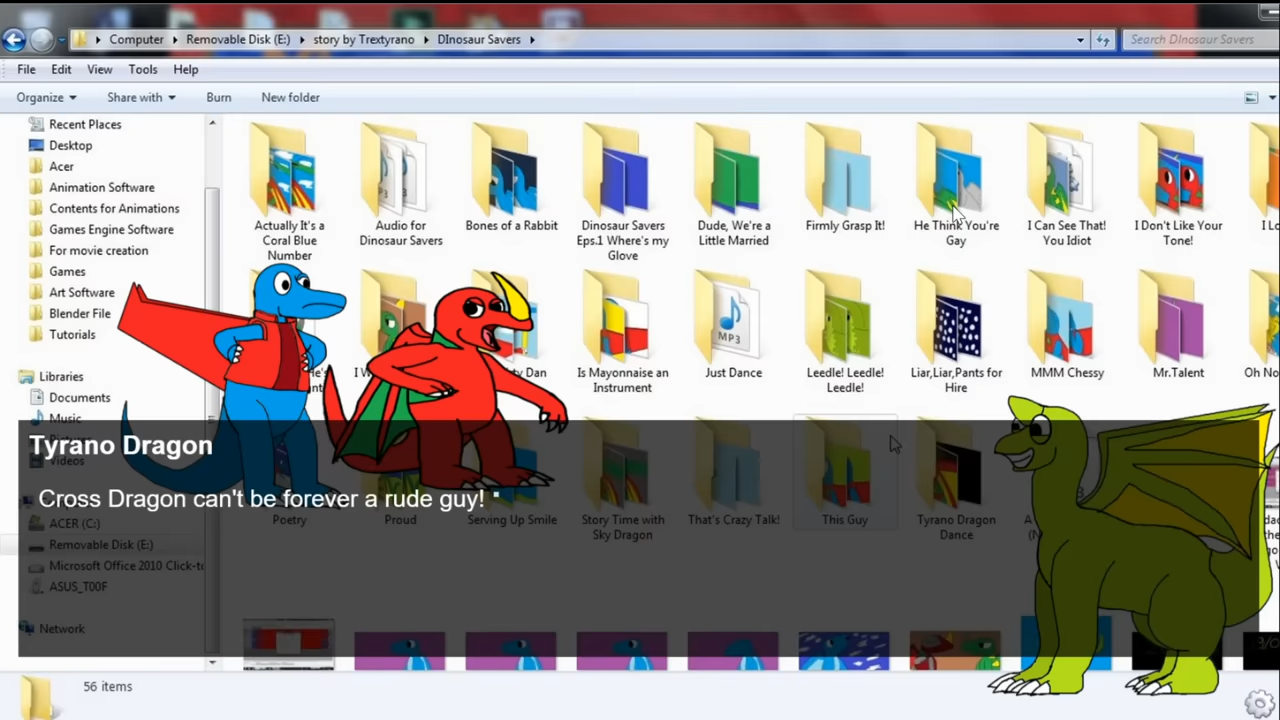 Computer ▸ Removable Disk (E:) ▸ story by Trextyrano ▸ DInosaur Savers ▸
Search DInosaur Savers
File Edit View Tools Help
Organize Share with Burn New folder
Recent Places
Desktop
Acer
Animation Software
Contents for Animations
Games Engine Software
For movie creation
Games
Art Software
Blender File
Tutorials
Libraries
Documents
Music
Videos
ACER (C:)
Removable Disk (E:)
Microsoft Office 2010 Click-to
ASUS_T00F
Network
Actually It's a
Coral Blue
Number
Audio for
Dinosaur Savers
Bones of a Rabbit
Dinosaur Savers
Eps.1 Where's my
Glove
Dude, We're a
Little Married
Firmly Grasp It!
He Think You're
Gay
I Can See That!
You Idiot
I Don't Like Your
Tone!
Is Mayonnaise an
Instrument
Just Dance
MP3
Leedle! Leedle!
Leedle!
Liar,Liar,Pants for
Hire
MMM Chessy
Mr.Talent
Oh No
Poetry
Proud
Serving Up Smile
Story Time with
Sky Dragon
That's Crazy Talk!
This Guy
Tyrano Dragon
Dance
Tyrano Dragon
Cross Dragon can't be forever a rude guy!
56 items